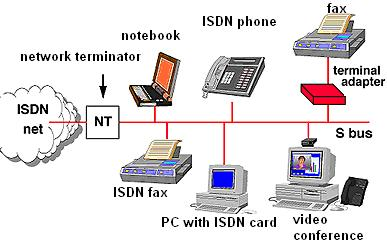 fax
ISDN phone
notebook
network terminator
terminal
adapter
ISDN
net
NT
S bus
ISDN fax
PC with ISDN card
video
conference